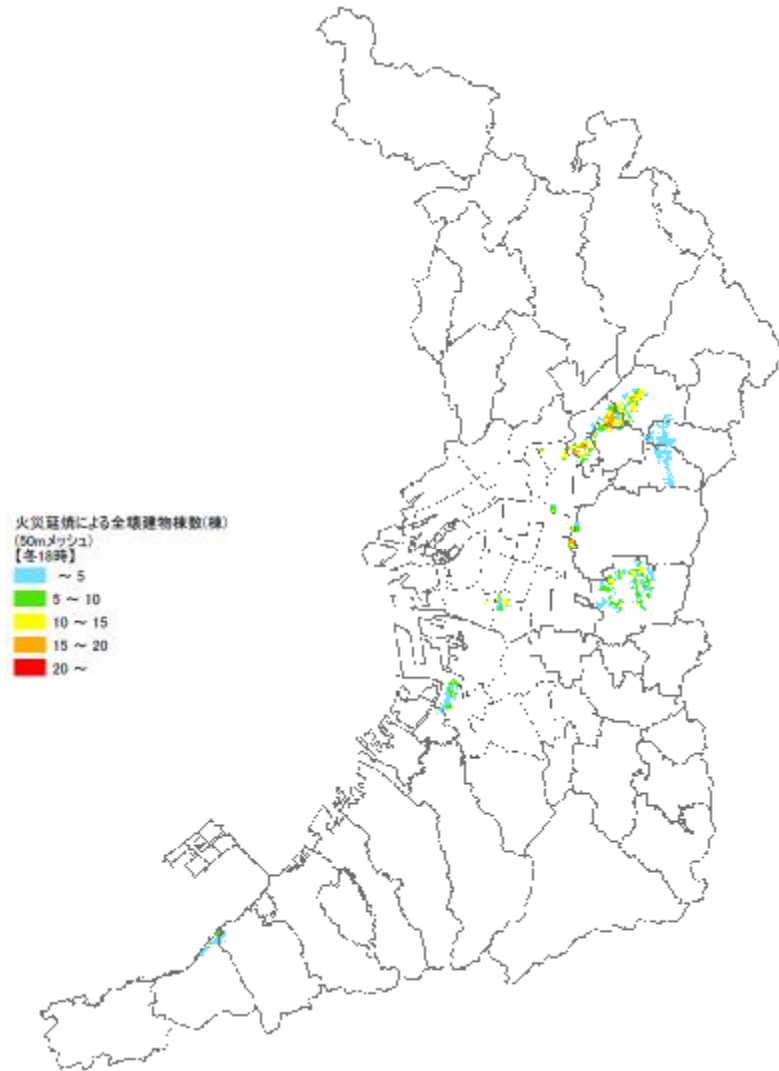 火災延焼による全壊建物棟数(棟)
(50mメッシュ)
【冬18時】
～ 5
5 ～ 10
10 ～ 15
15 ～ 20
20 ～